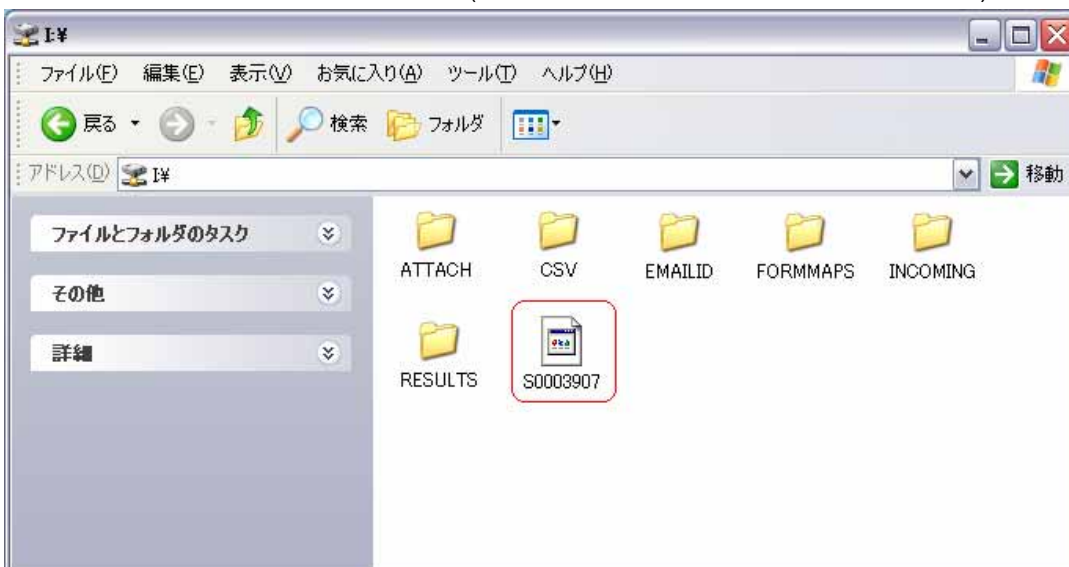 I:¥
ファイル(F) 編集(E) 表示(V) お気に入り(A) ツール(T) ヘルプ(H)
戻る 検索 フォルダ
アドレス(D) I:¥ 移動
ファイルとフォルダのタスク
その他
詳細
ATTACH CSV EMAILID FORMMAPS INCOMING
RESULTS S0003907